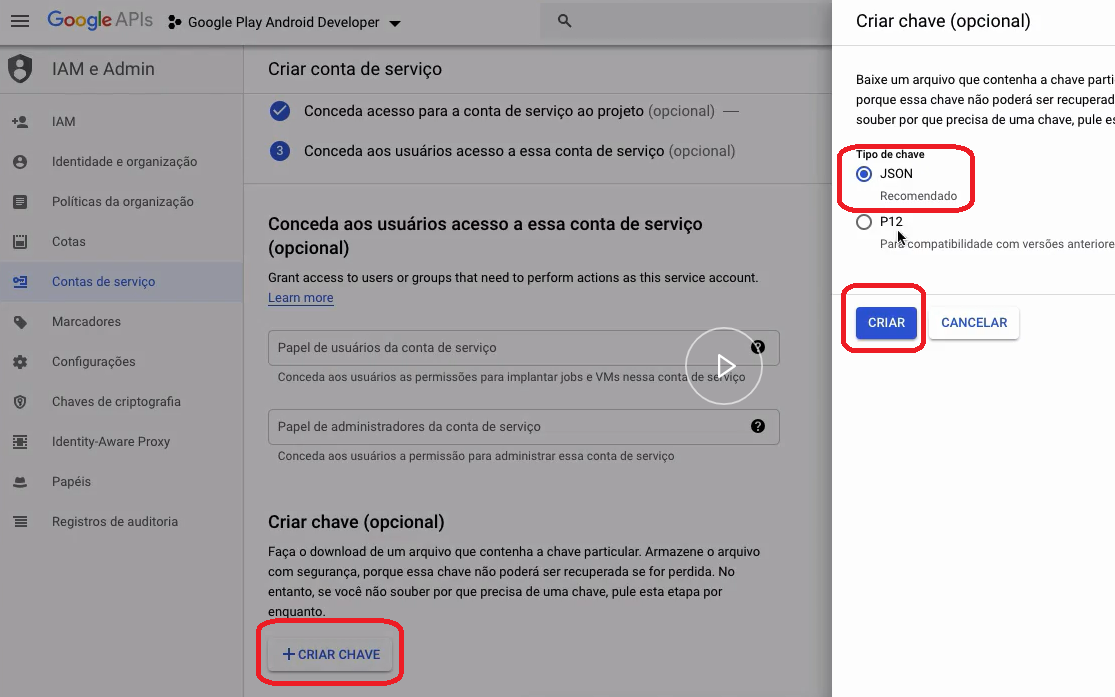 Google APIs
Google Play Android Developer
IAM e Admin
IAM
Identidade e organização
Políticas da organização
Cotas
Contas de serviço
Marcadores
Configurações
Chaves de criptografia
Identity-Aware Proxy
Papéis
Registros de auditoria
Criar conta de serviço
Conceda acesso para a conta de serviço ao projeto (opcional) —
3 Conceda aos usuários acesso a essa conta de serviço (opcional)
Conceda aos usuários acesso a essa conta de serviço
(opcional)
Grant access to users or groups that need to perform actions as this service account.
Learn more
Papel de usuários da conta de serviço ?
Conceda aos usuários as permissões para implantar jobs e VMs nessa conta de serviço
Papel de administradores da conta de serviço ?
Conceda aos usuários a permissão para administrar essa conta de serviço
Criar chave (opcional)
Faça o download de um arquivo que contenha a chave particular. Armazene o arquivo
com segurança, porque essa chave não poderá ser recuperada se for perdida. No
entanto, se você não souber por que precisa de uma chave, pule esta etapa por
enquanto.
+ CRIAR CHAVE
Criar chave (opcional)
Baixe um arquivo que contenha a chave parti
porque essa chave não poderá ser recuperad
souber por que precisa de uma chave, pule es
Tipo de chave
JSON
Recomendado
P12
Para compatibilidade com versões anteriore
CRIAR
CANCELAR